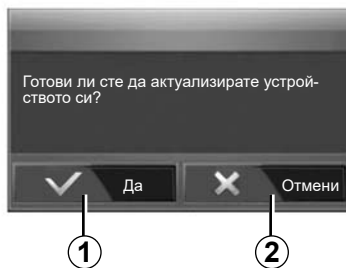 Готови ли сте да актуализирате устрой-
ството си?
Да
Отмени
1
2